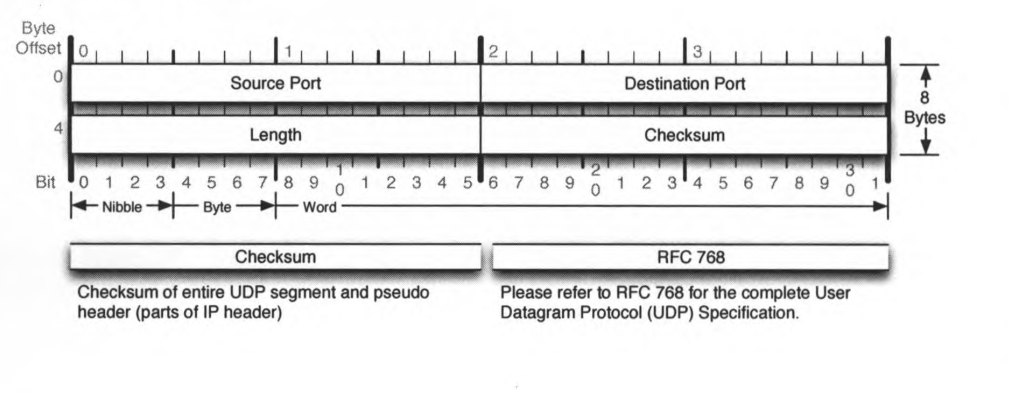 Byte
Offset
0 1 2 3
0 Source Port Destination Port
8
Bytes
4 Length Checksum
Bit 0 1 2 3 4 5 6 7 8 9 1 0 1 2 3 4 5 6 7 8 9 2 0 1 2 3 4 5 6 7 8 9 3 0 1
Nibble Byte Word
Checksum RFC 768
Checksum of entire UDP segment and pseudo
header (parts of IP header)
Please refer to RFC 768 for the complete User
Datagram Protocol (UDP) Specification.